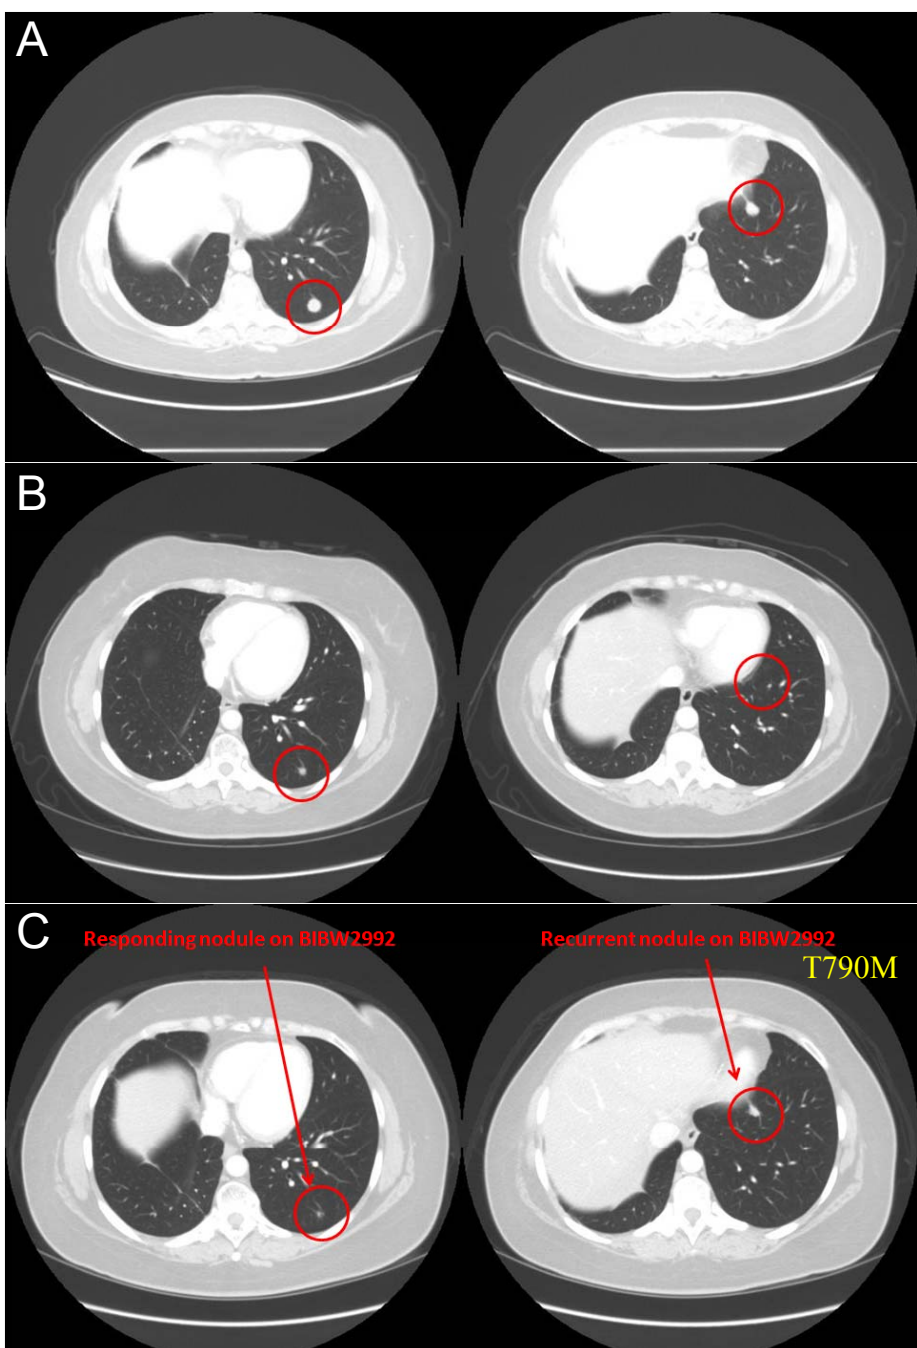 A
B
C
Responding nodule on BIBW2992
Recurrent nodule on BIBW2992
T790M